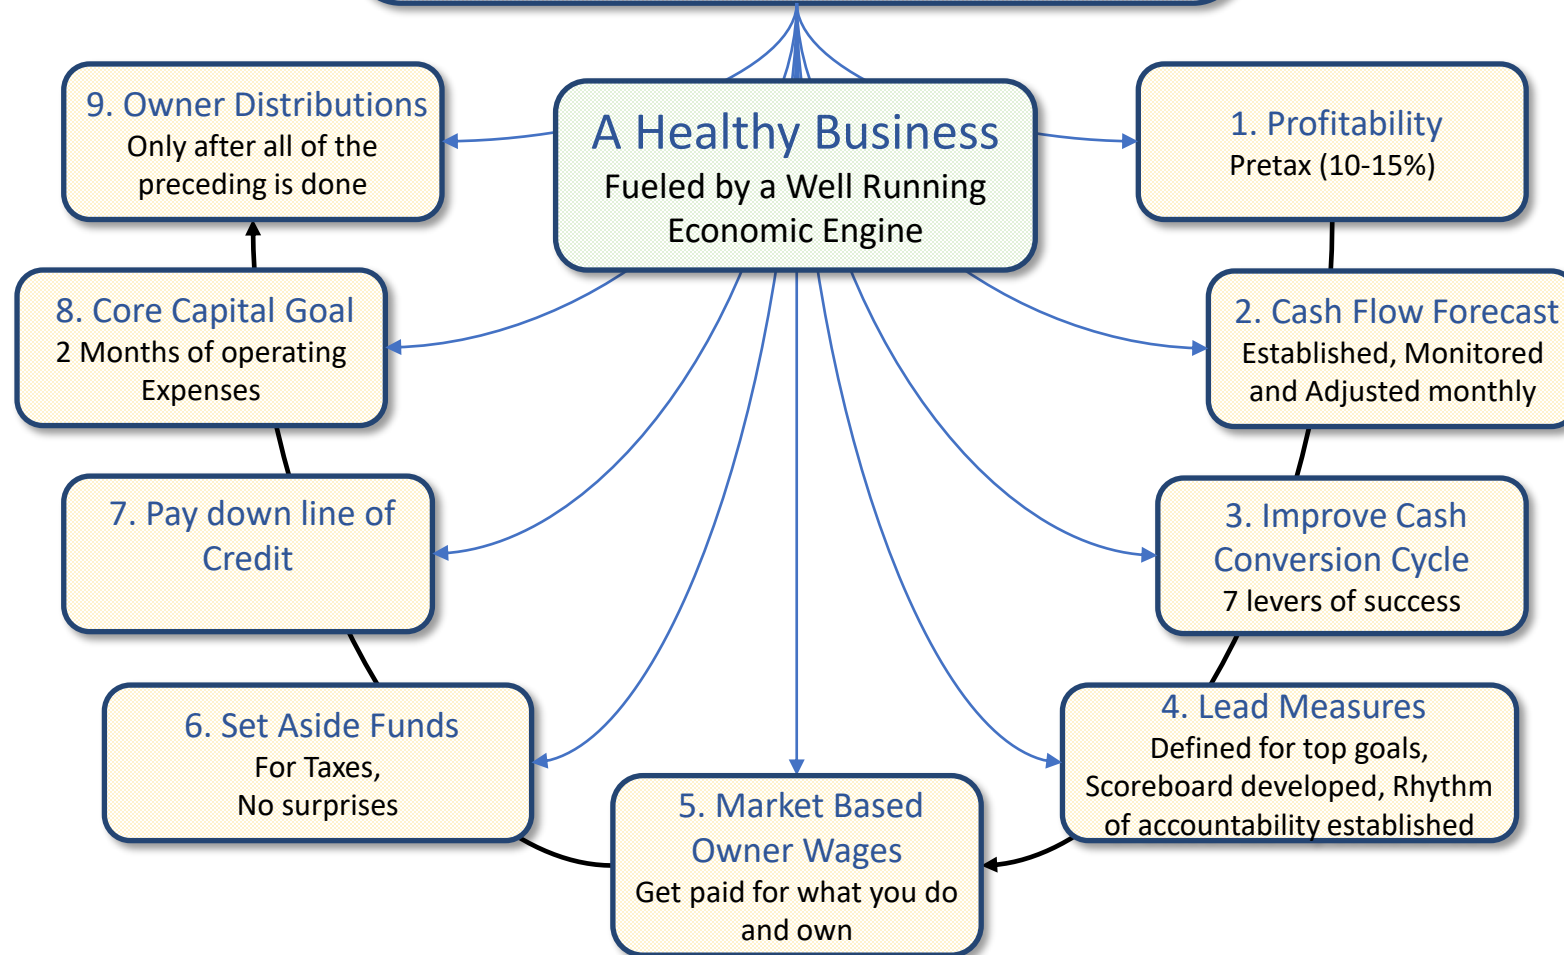 A Healthy Business
Fueled by a Well Running
Economic Engine
1. Profitability
Pretax (10-15%)
2. Cash Flow Forecast
Established, Monitored
and Adjusted monthly
3. Improve Cash
Conversion Cycle
7 levers of success
4. Lead Measures
Defined for top goals,
Scoreboard developed, Rhythm
of accountability established
5. Market Based
Owner Wages
Get paid for what you do
and own
6. Set Aside Funds
For Taxes,
No surprises
7. Pay down line of
Credit
8. Core Capital Goal
2 Months of operating
Expenses
9. Owner Distributions
Only after all of the
preceding is done